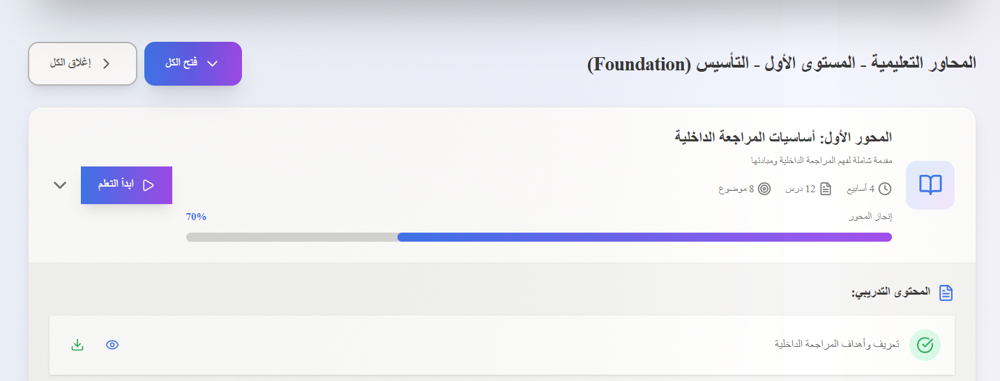 المحاور التعليمية - المستوى الأول - التأسيس (Foundation)
فتح الكل
إغلاق الكل
المحور الأول: أساسيات المراجعة الداخلية
مقدمة شاملة لفهم المراجعة الداخلية ومبادئها
4 أسابيع 12 درس 8 موضوع
إنجاز المحور 70%
ابدأ التعلم
المحتوى التدريبي:
تعريف وأهداف المراجعة الداخلية